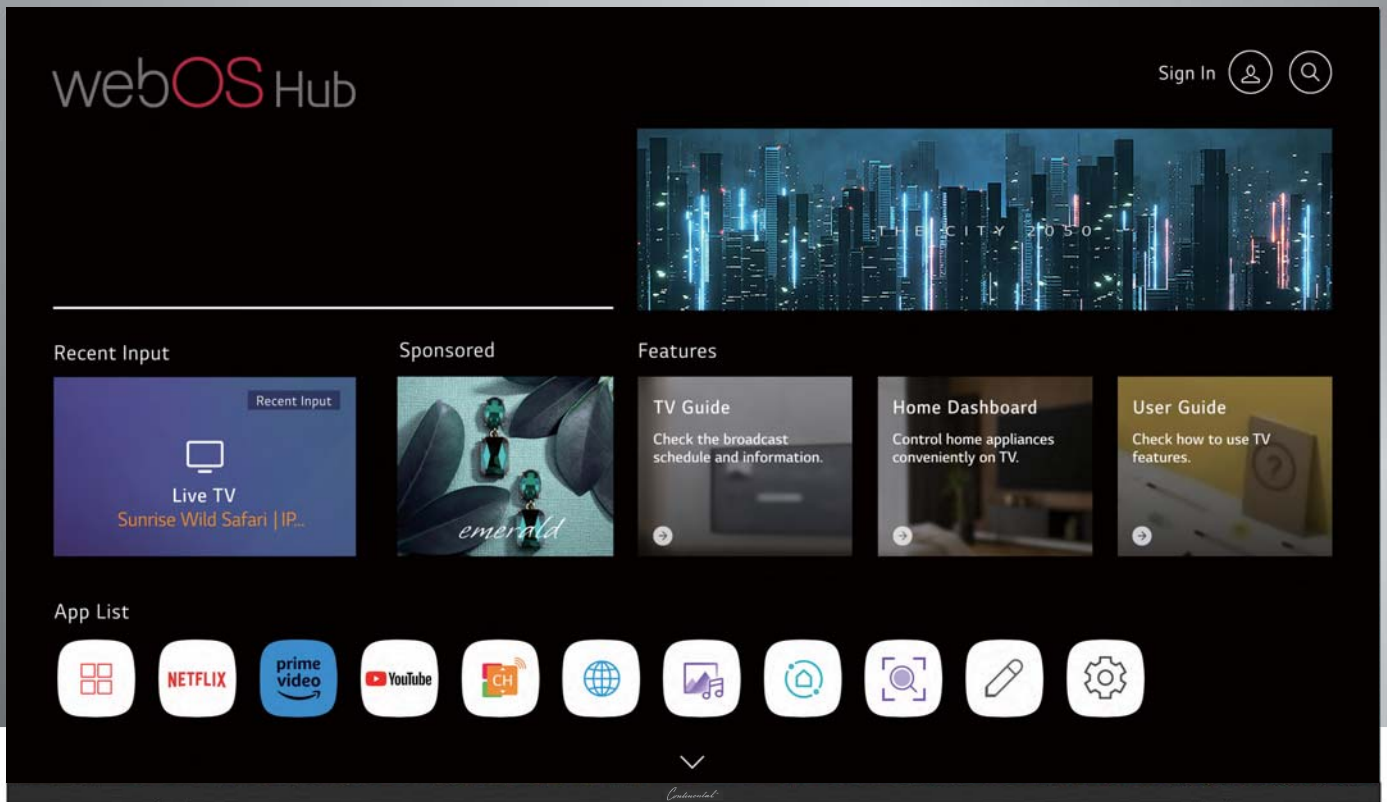 webOS Hub
Sign In
THE CITY 2050
Recent Input
Sponsored
Features
Recent Input
Live TV
Sunrise Wild Safari | IP...
emerald
TV Guide
Check the broadcast
schedule and information.
Home Dashboard
Control home appliances
conveniently on TV.
User Guide
Check how to use TV
features.
?
App List
NETFLIX
prime
video
YouTube
CH
Continental